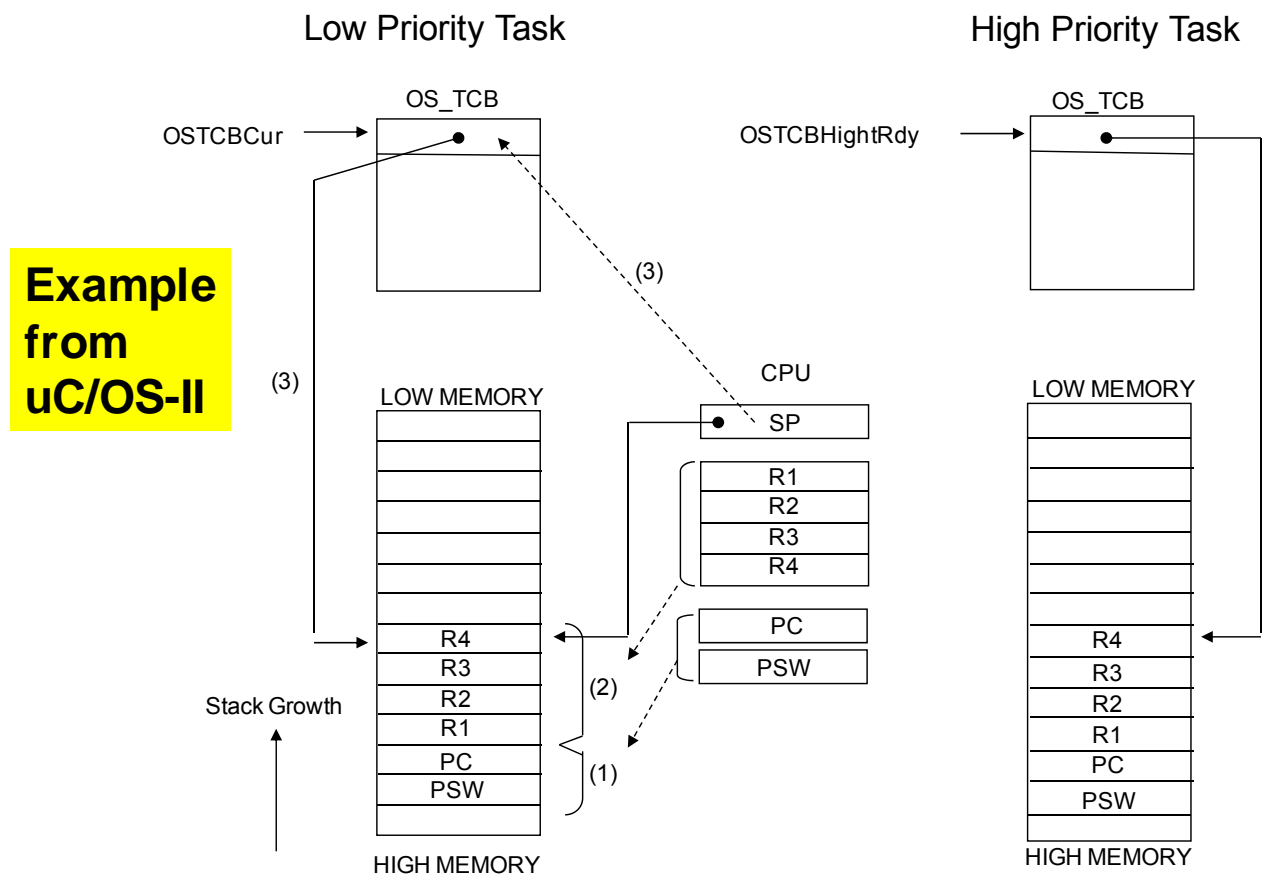 Low Priority Task
High Priority Task
OS_TCB
OS_TCB
OSTCBCur
OSTCBHightRdy
Example
from
uC/OS-II
(3)
(3)
CPU
LOW MEMORY
LOW MEMORY
SP
R1
R2
R3
R4
PC
PSW
R4
R3
R2
R1
PC
PSW
(2)
(1)
Stack Growth
HIGH MEMORY
R4
R3
R2
R1
PC
PSW
HIGH MEMORY